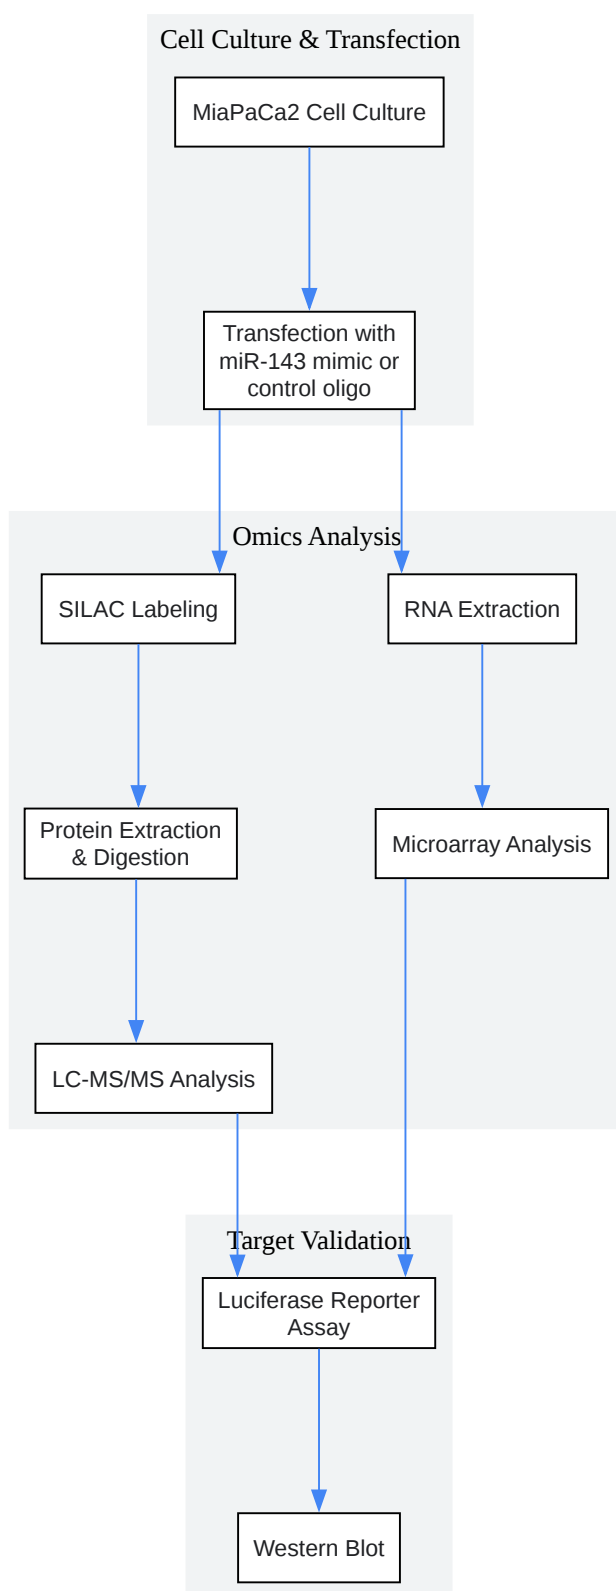 Cell Culture & Transfection
MiaPaCa2 Cell Culture
Transfection with
miR-143 mimic or
control oligo
Omics Analysis
SILAC Labeling
RNA Extraction
Protein Extraction
& Digestion
Microarray Analysis
LC-MS/MS Analysis
Target Validation
Luciferase Reporter
Assay
Western Blot